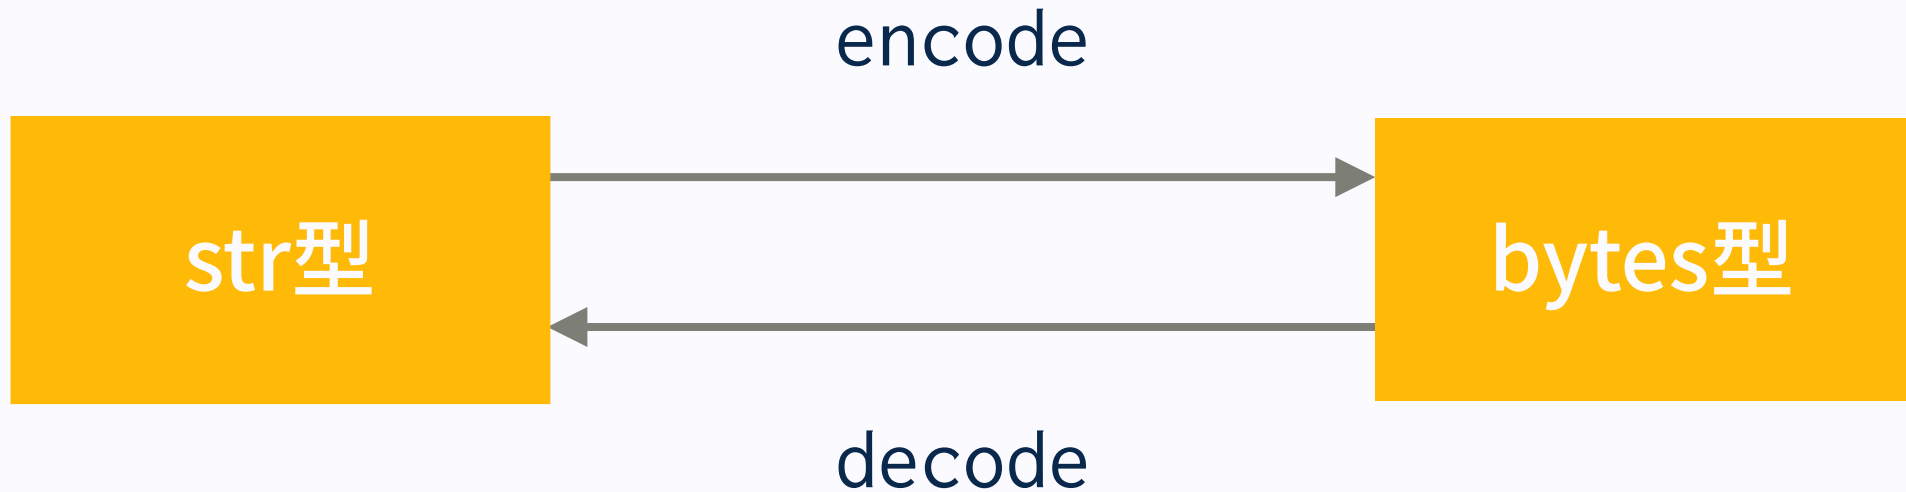 encode
str型
bytes型
decode